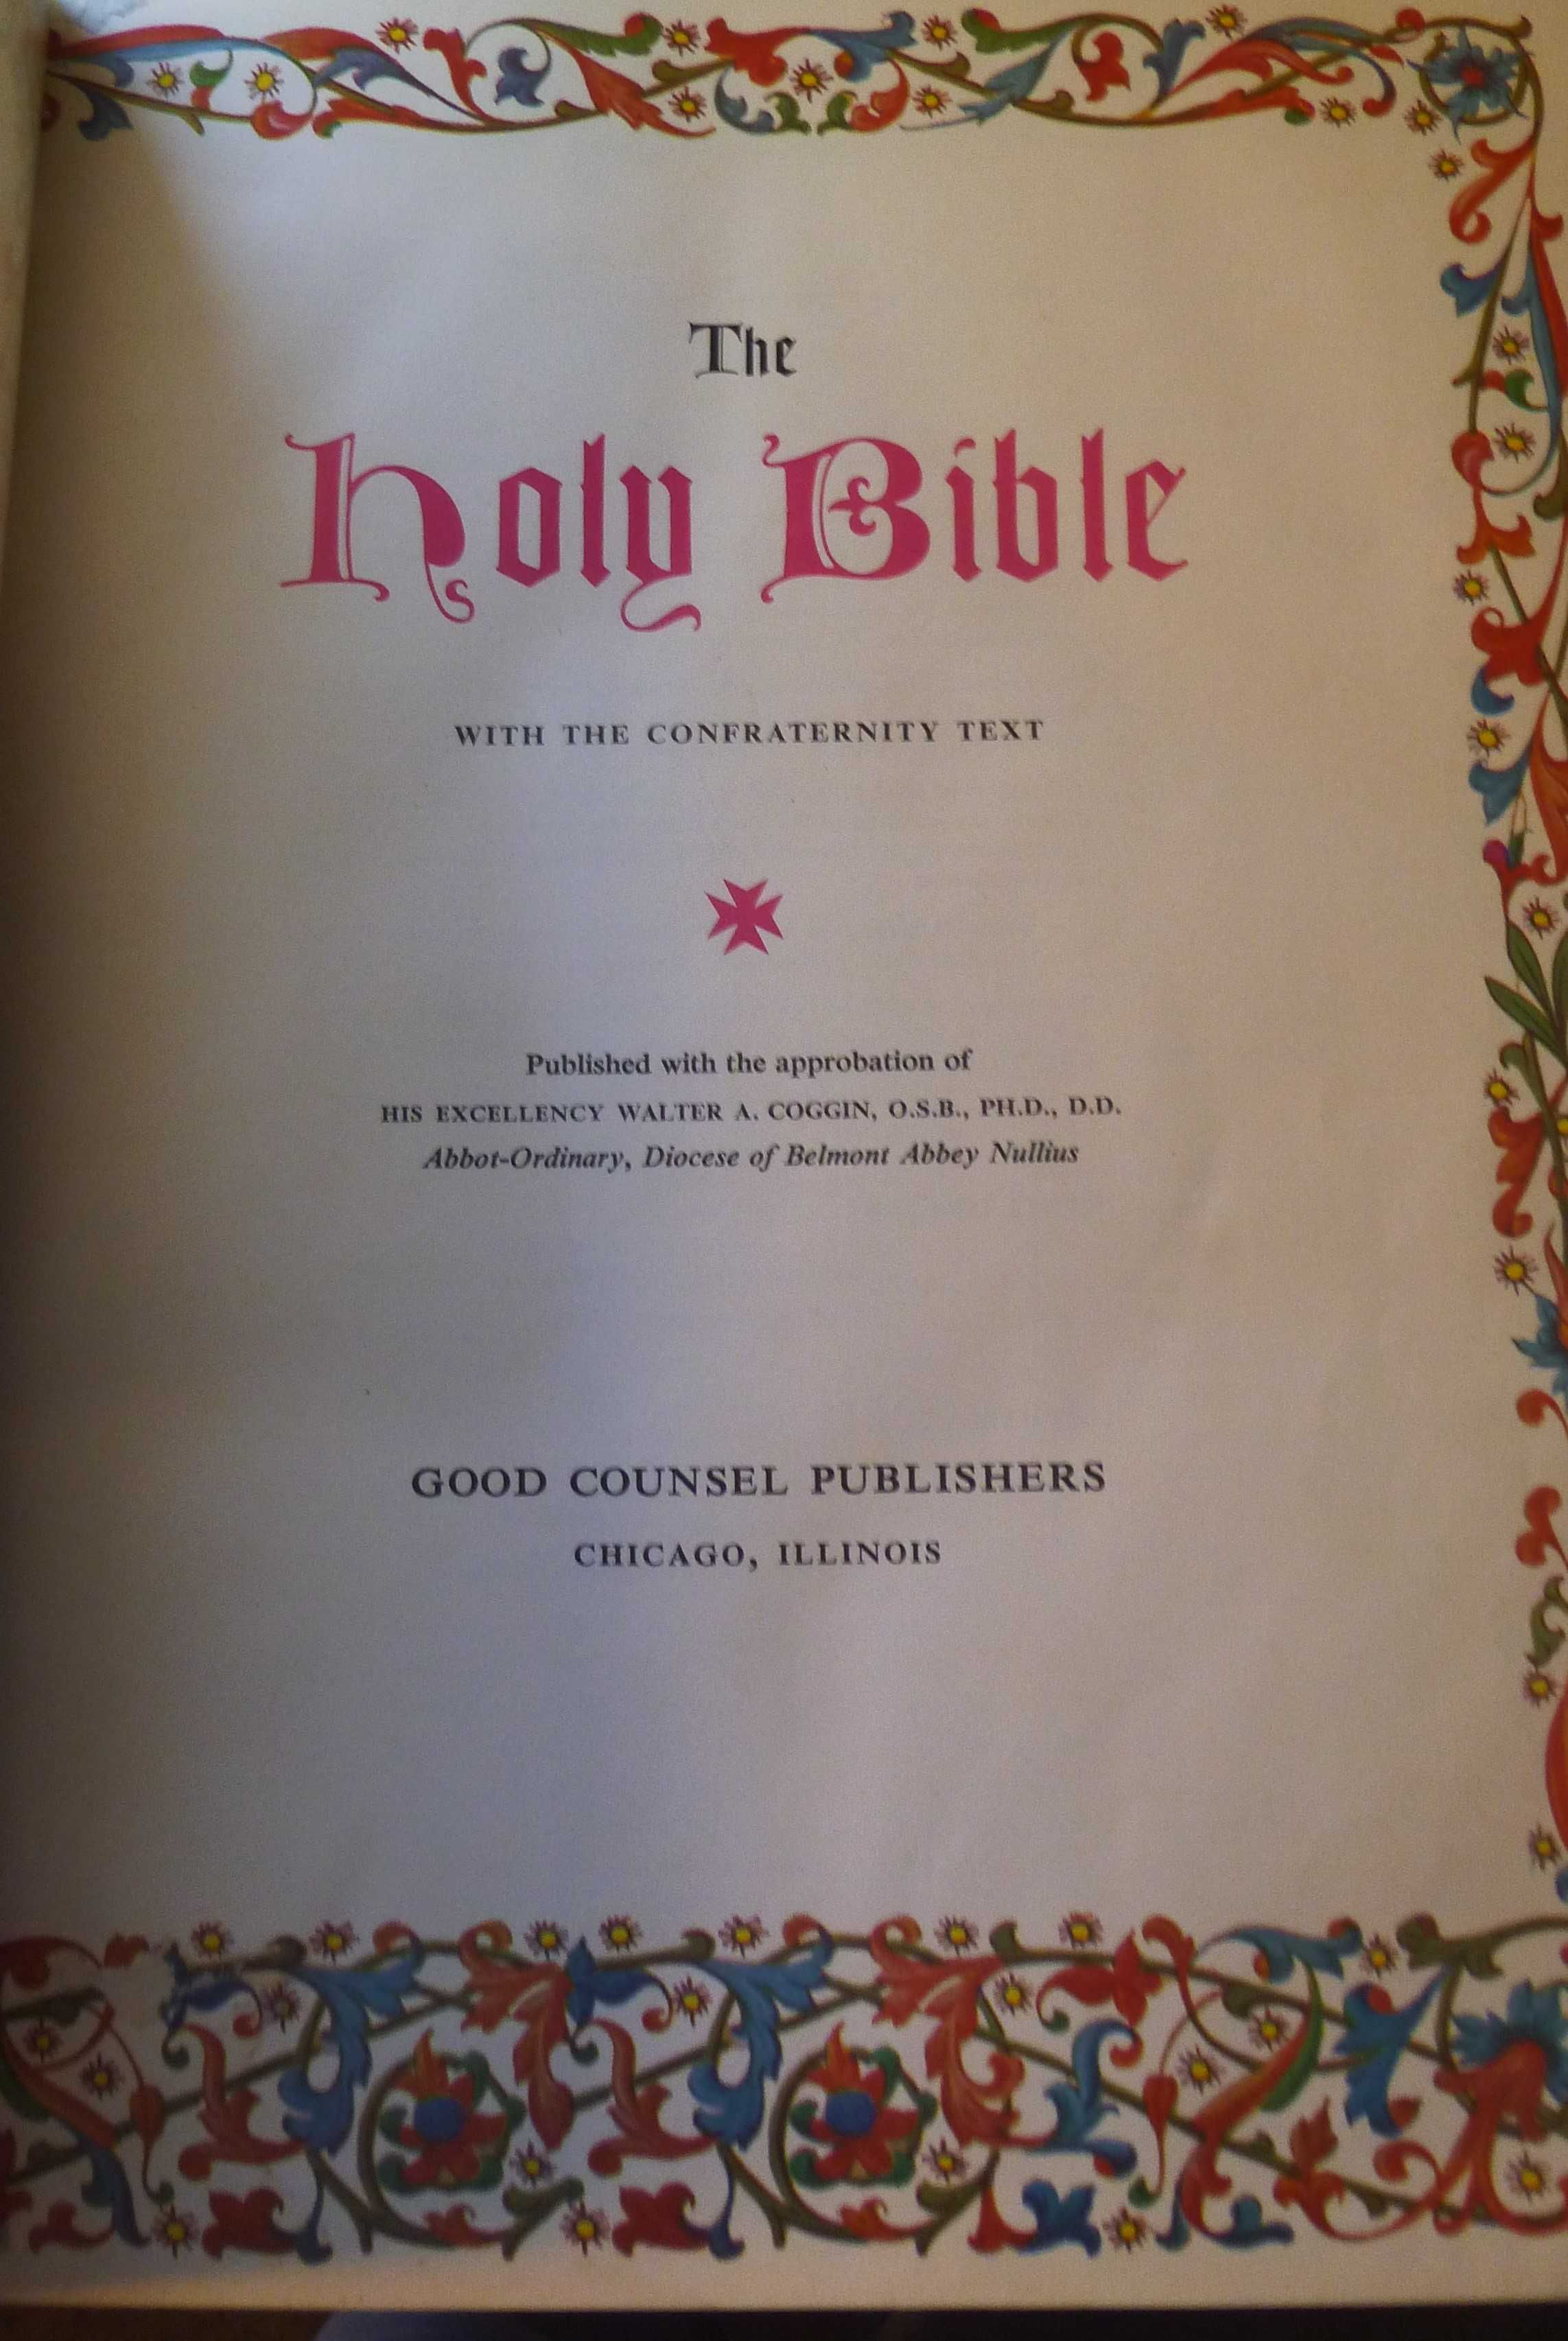 The
Holy Bible
WITH THE CONFRATERNITY TEXT
Published with the approbation of
HIS EXCELLENCY WALTER A. COGGIN, O.S.B., PH.D., D.D.
Abbot-Ordinary, Diocese of Belmont Abbey Nullius
GOOD COUNSEL PUBLISHERS
CHICAGO, ILLINOIS